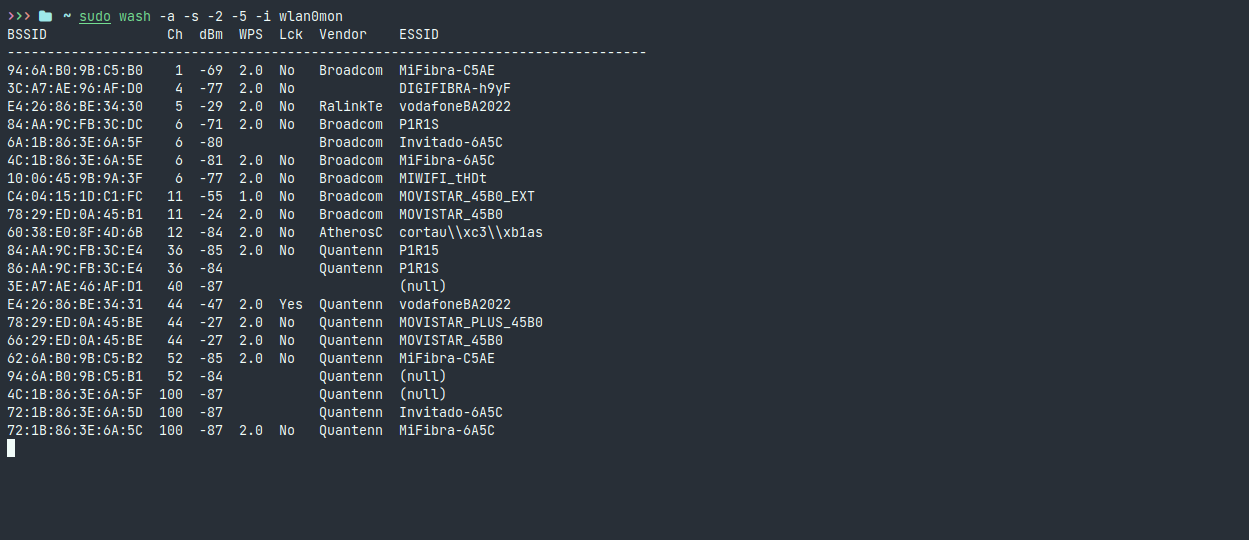 >>> ~ sudo wash -a -s -2 -5 -i wlan0mon
BSSID               Ch  dBm  WPS  Lck  Vendor    ESSID
--------------------------------------------------------------------------------
94:6A:B0:9B:C5:B0    1  -69  2.0  No   Broadcom  MiFibra-C5AE
3C:A7:AE:96:AF:D0    4  -77  2.0  No             DIGIFIBRA-h9yF
E4:26:86:BE:34:30    5  -29  2.0  No   RalinkTe  vodafoneBA2022
84:AA:9C:FB:3C:DC    6  -71  2.0  No   Broadcom  P1R1S
6A:1B:86:3E:6A:5F    6  -80            Broadcom  Invitado-6A5C
4C:1B:86:3E:6A:5E    6  -81  2.0  No   Broadcom  MiFibra-6A5C
10:06:45:9B:9A:3F    6  -77  2.0  No   Broadcom  MIWIFI_tHDt
C4:04:15:1D:C1:FC   11  -55  1.0  No   Broadcom  MOVISTAR_45B0_EXT
78:29:ED:0A:45:B1   11  -24  2.0  No   Broadcom  MOVISTAR_45B0
60:38:E0:8F:4D:6B   12  -84  2.0  No   AtherosC  cortau\\xc3\\xb1as
84:AA:9C:FB:3C:E4   36  -85  2.0  No   Quantenn  P1R15
86:AA:9C:FB:3C:E4   36  -84            Quantenn  P1R1S
3E:A7:AE:46:AF:D1   40  -87                      (null)
E4:26:86:BE:34:31   44  -47  2.0  Yes  Quantenn  vodafoneBA2022
78:29:ED:0A:45:BE   44  -27  2.0  No   Quantenn  MOVISTAR_PLUS_45B0
66:29:ED:0A:45:BE   44  -27  2.0  No   Quantenn  MOVISTAR_45B0
62:6A:B0:9B:C5:B2   52  -85  2.0  No   Quantenn  MiFibra-C5AE
94:6A:B0:9B:C5:B1   52  -84            Quantenn  (null)
4C:1B:86:3E:6A:5F  100  -87            Quantenn  (null)
72:1B:86:3E:6A:5D  100  -87            Quantenn  Invitado-6A5C
72:1B:86:3E:6A:5C  100  -87  2.0  No   Quantenn  MiFibra-6A5C